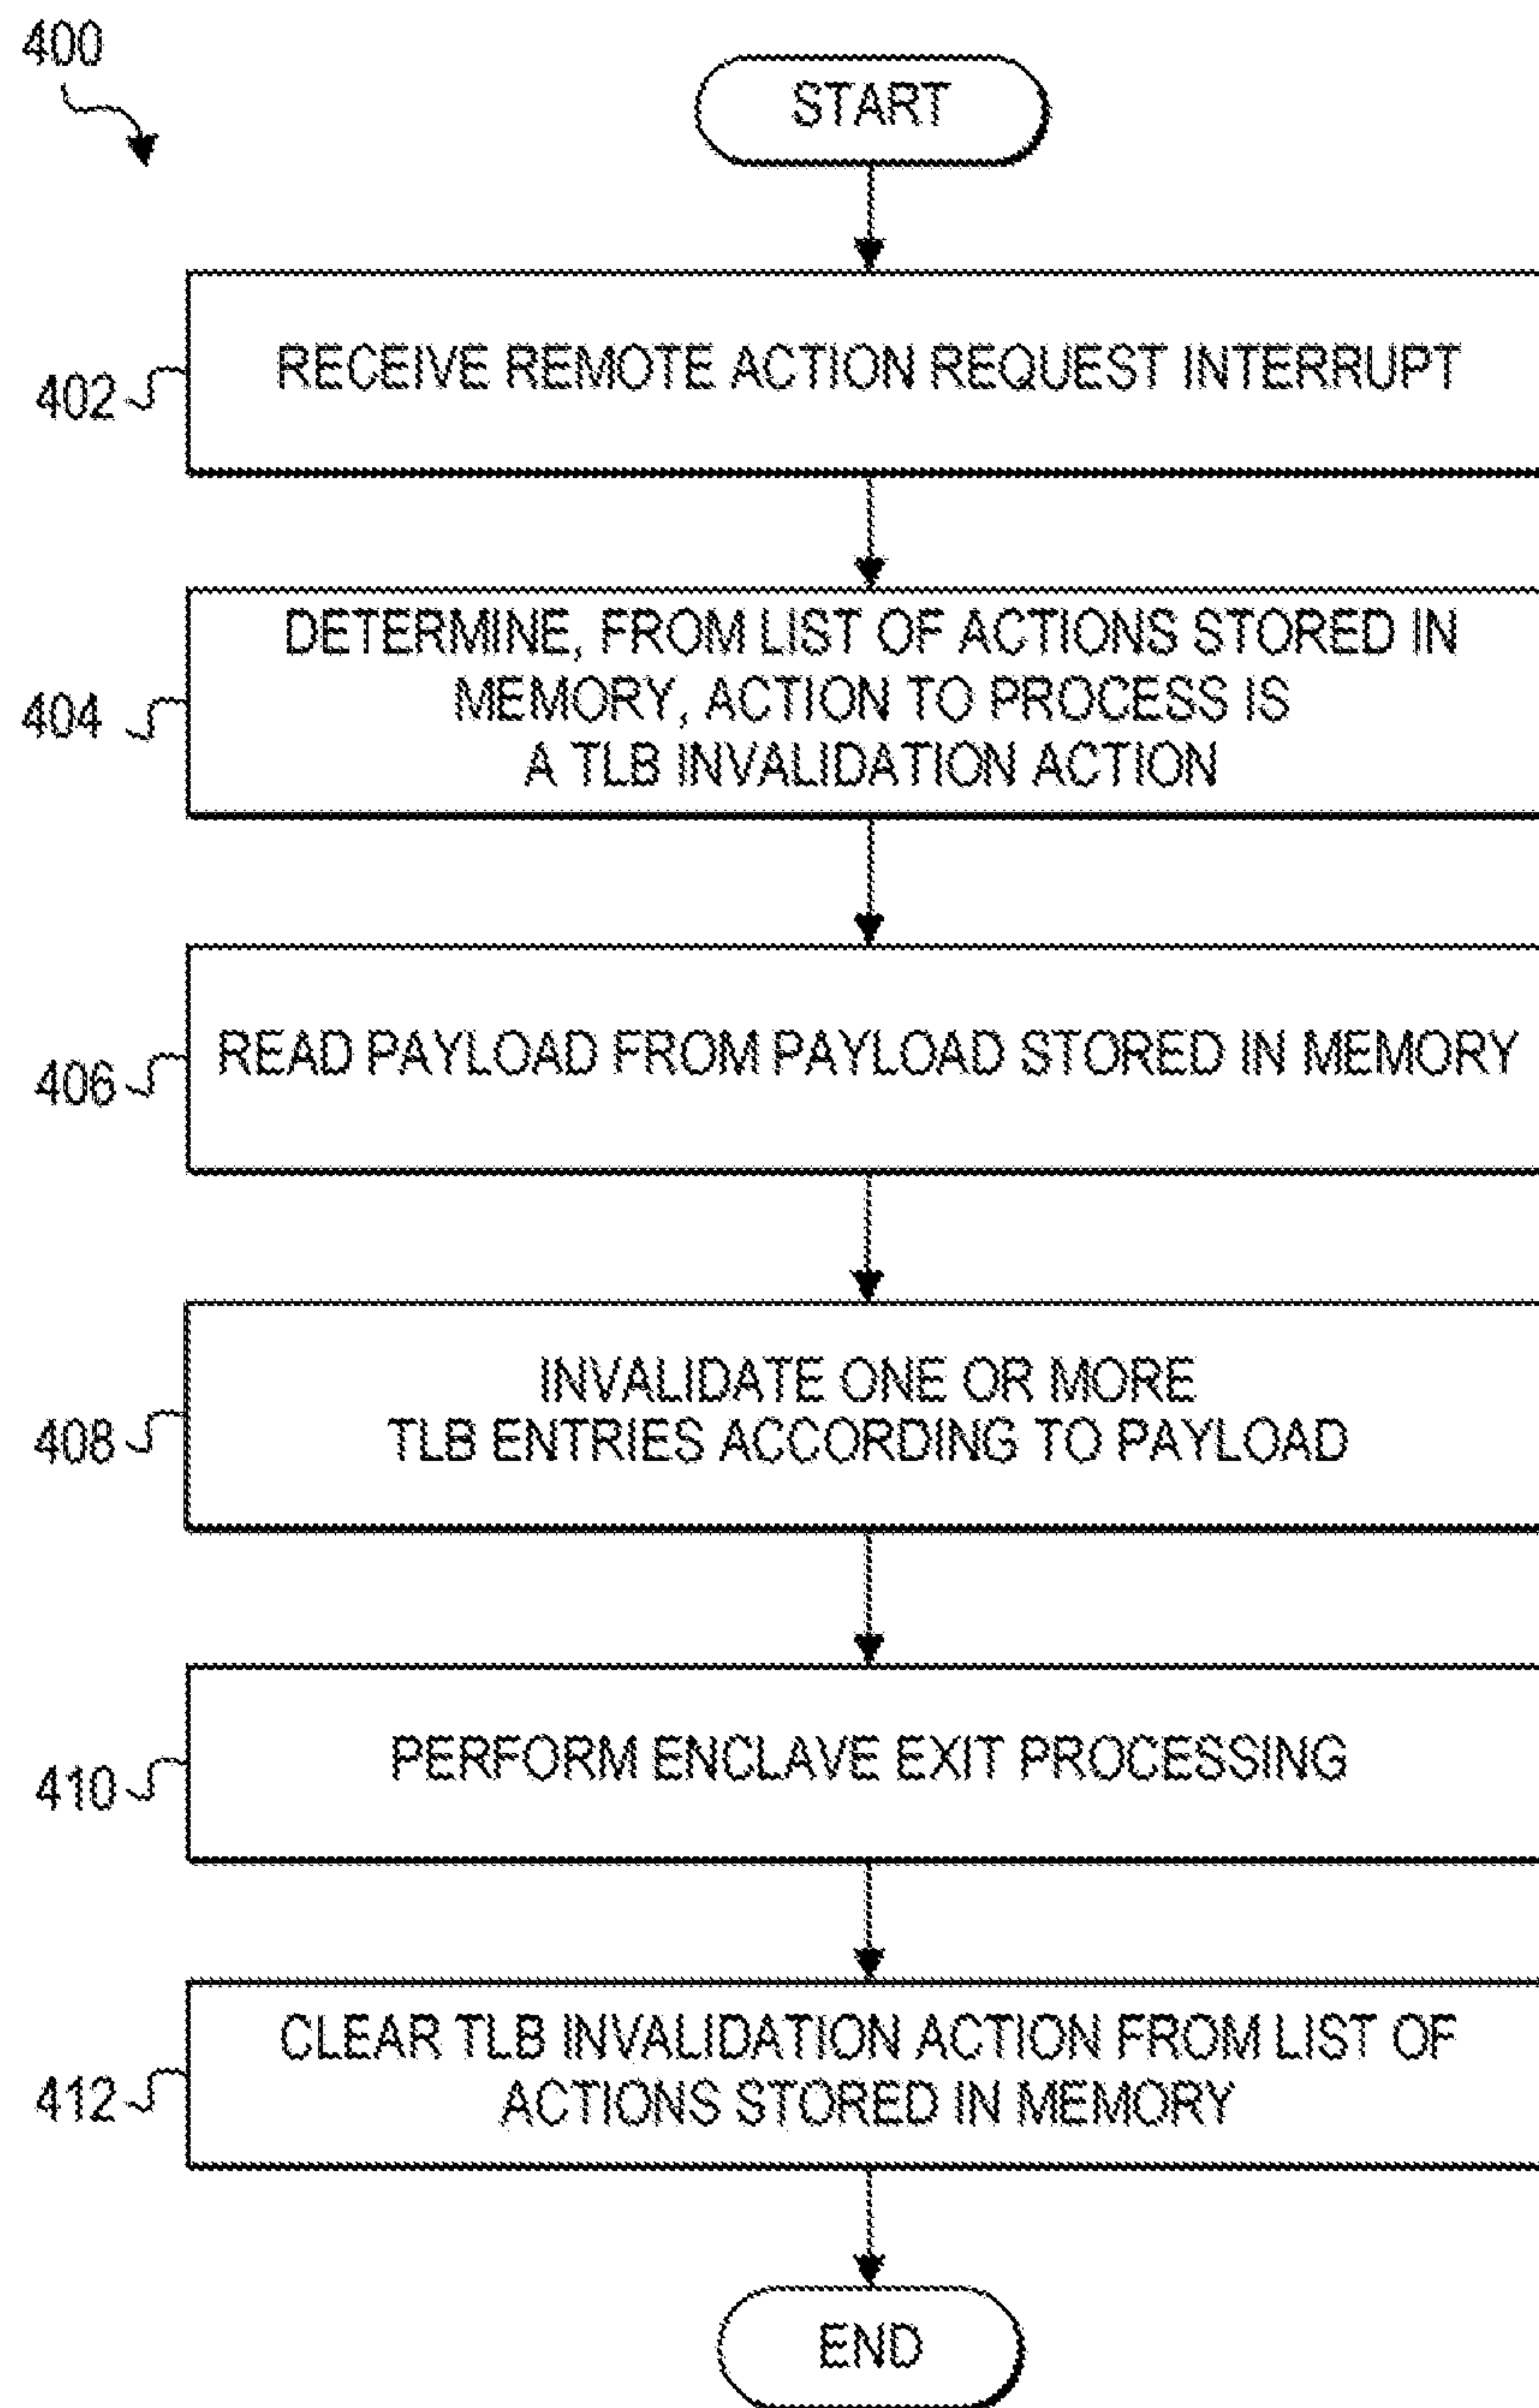 400
START
402
RECEIVE REMOTE ACTION REQUEST INTERRUPT
404
DETERMINE, FROM LIST OF ACTIONS STORED IN
MEMORY, ACTION TO PROCESS IS
A TLB INVALIDATION ACTION
406
READ PAYLOAD FROM PAYLOAD STORED IN MEMORY
408
INVALIDATE ONE OR MORE
TLB ENTRIES ACCORDING TO PAYLOAD
410
PERFORM ENCLAVE EXIT PROCESSING
412
CLEAR TLB INVALIDATION ACTION FROM LIST OF
ACTIONS STORED IN MEMORY
END